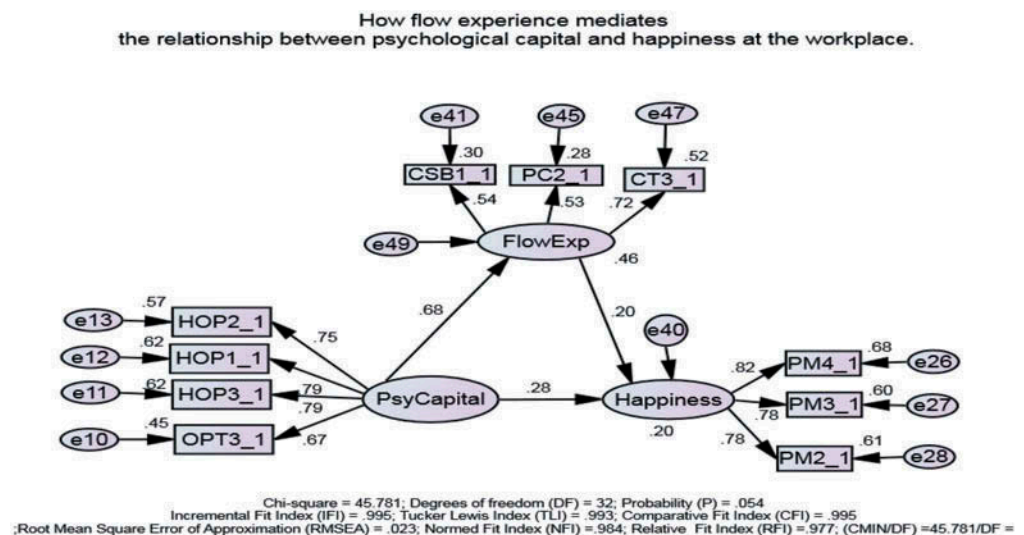 How flow experience mediates
the relationship between psychological capital and happiness at the workplace.
e41 e45 e47
.30 .28 .52
CSB1_1 PC2_1 CT3_1
.54 .53 .72
e49 FlowExp
.46
.57
e13 HOP2_1 .68 .20 e40
.75
e12 .62 HOP1_1 .82 PM4_1 .68 e26
e11 .62 HOP3_1 .79 PsyCapital .28 Happiness PM3_1 .60 e27
.79 .78
e10 .45 OPT3_1 .67 .20 .78
PM2_1 .61 e28
Chi-square = 45.781; Degrees of freedom (DF) = 32; Probability (P) = .054
Incremental Fit Index (IFI) = .995; Tucker Lewis Index (TLI) = .993; Comparative Fit Index (CFI) = .995
;Root Mean Square Error of Approximation (RMSEA) = .023; Normed Fit Index (NFI) =.984; Relative Fit Index (RFI) =.977; (CMIN/DF) =45.781/DF =